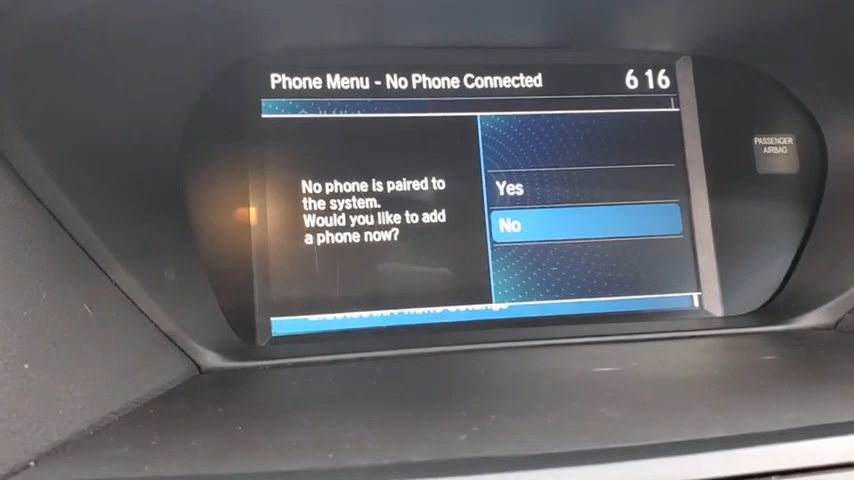 Phone Menu - No Phone Connected
6 16
PASSENGER
AIRBAG
No phone is paired to
the system.
Would you like to add
a phone now?
Yes
No